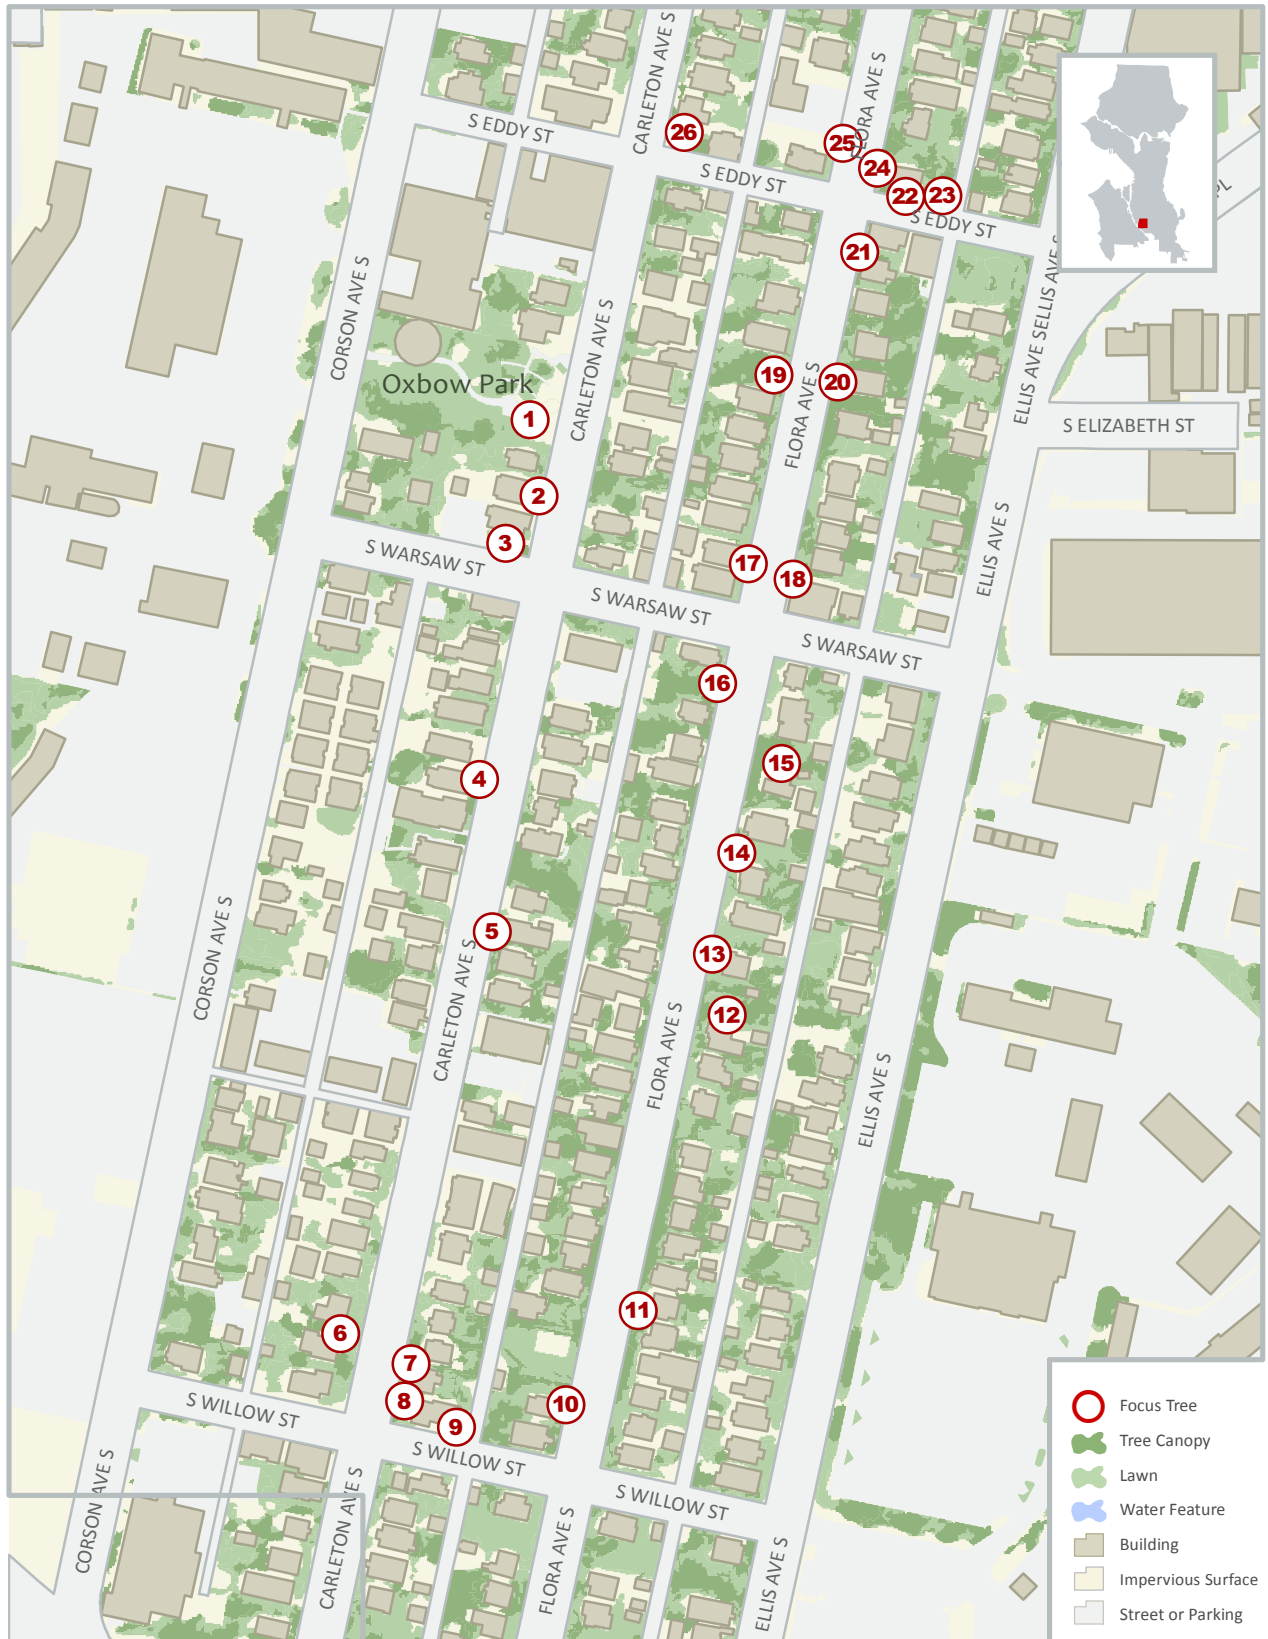 CARLETON AVE S
FLORA AVE S
S EDDY ST
26
25
24
S EDDY ST
22
23
S EDDY ST
PL
21
CORSON AVE S
CARLETON AVE S
ELLIS AVE S
ELLIS AVE S
Oxbow Park
19
20
FLORA AVE S
1
S ELIZABETH ST
2
3
S WARSAW ST
17
18
ELLIS AVE S
S WARSAW ST
S WARSAW ST
16
15
4
14
5
13
CORSON AVE S
CARLETON AVE S
12
FLORA AVE S
ELLIS AVE S
11
6
7
8
10
9
S WILLOW ST
S WILLOW ST
S WILLOW ST
CORSON AVE S
CARLETON AVE S
FLORA AVE S
ELLIS AVE S
Focus Tree
Tree Canopy
Lawn
Water Feature
Building
Impervious Surface
Street or Parking